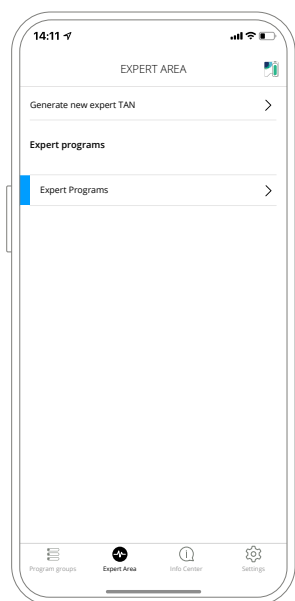 14:11
EXPERT AREA
Generate new expert TAN
Expert programs
Expert Programs
Program groups
Expert Area
Info Center
Settings